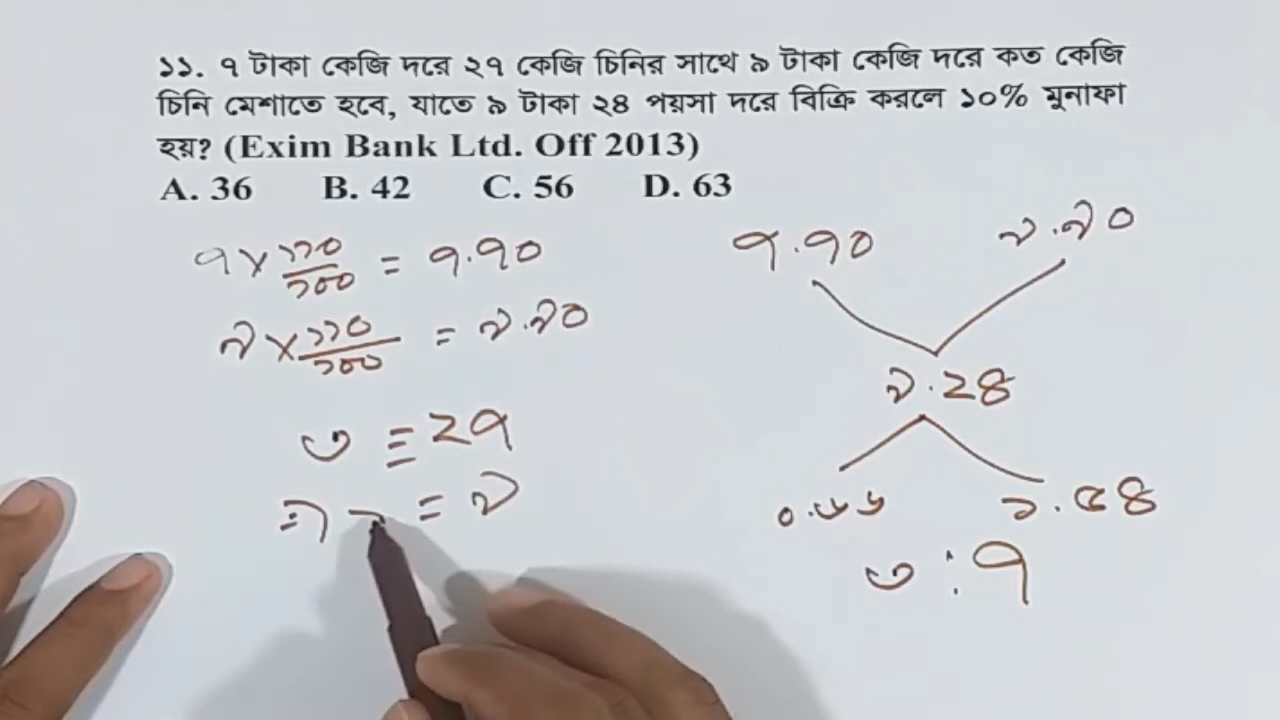 ১১. ৭ টাকা কেজি দরে ২৭ কেজি চিনির সাথে ৯ টাকা কেজি দরে কত কেজি
চিনি মেশাতে হবে, যাতে ৯ টাকা ২৪ পয়সা দরে বিক্রি করলে ১০% মুনাফা
হয়? (Exim Bank Ltd. Off 2013)
A. 36 B. 42 C. 56 D. 63
৭ × ১১০/১০০ = ৭.৭০
৯ × ১১০/১০০ = ৯.৯০
৩ ≡ ২৭
⇒ ১ = ৯
৭.৭০ ৯.৯০
৯.২৪
০.৬৬ ১.৫৪
৩ : ৭